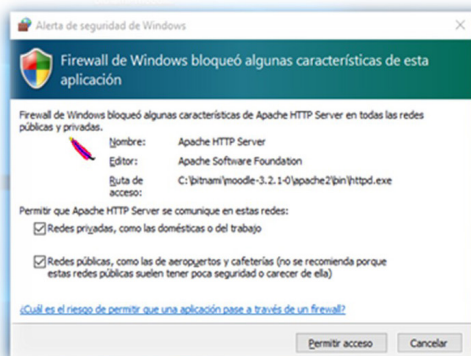 Alerta de seguridad de Windows
Firewall de Windows bloqueó algunas características de esta
aplicación
Firewall de Windows bloqueó algunas características de Apache HTTP Server en todas las redes
públicas y privadas.
Nombre: Apache HTTP Server
Editor: Apache Software Foundation
Ruta de acceso: C:\bitnami\moodle-3.2.1-0\apache2\bin\httpd.exe
Permitir que Apache HTTP Server se comunique en estas redes:
Redes privadas, como las domésticas o del trabajo
Redes públicas, como las de aeropuertos y cafeterías (no se recomienda porque
estas redes públicas suelen tener poca seguridad o carecer de ella)
¿Cuál es el riesgo de permitir que una aplicación pase a través de un firewall?
Permitir acceso Cancelar